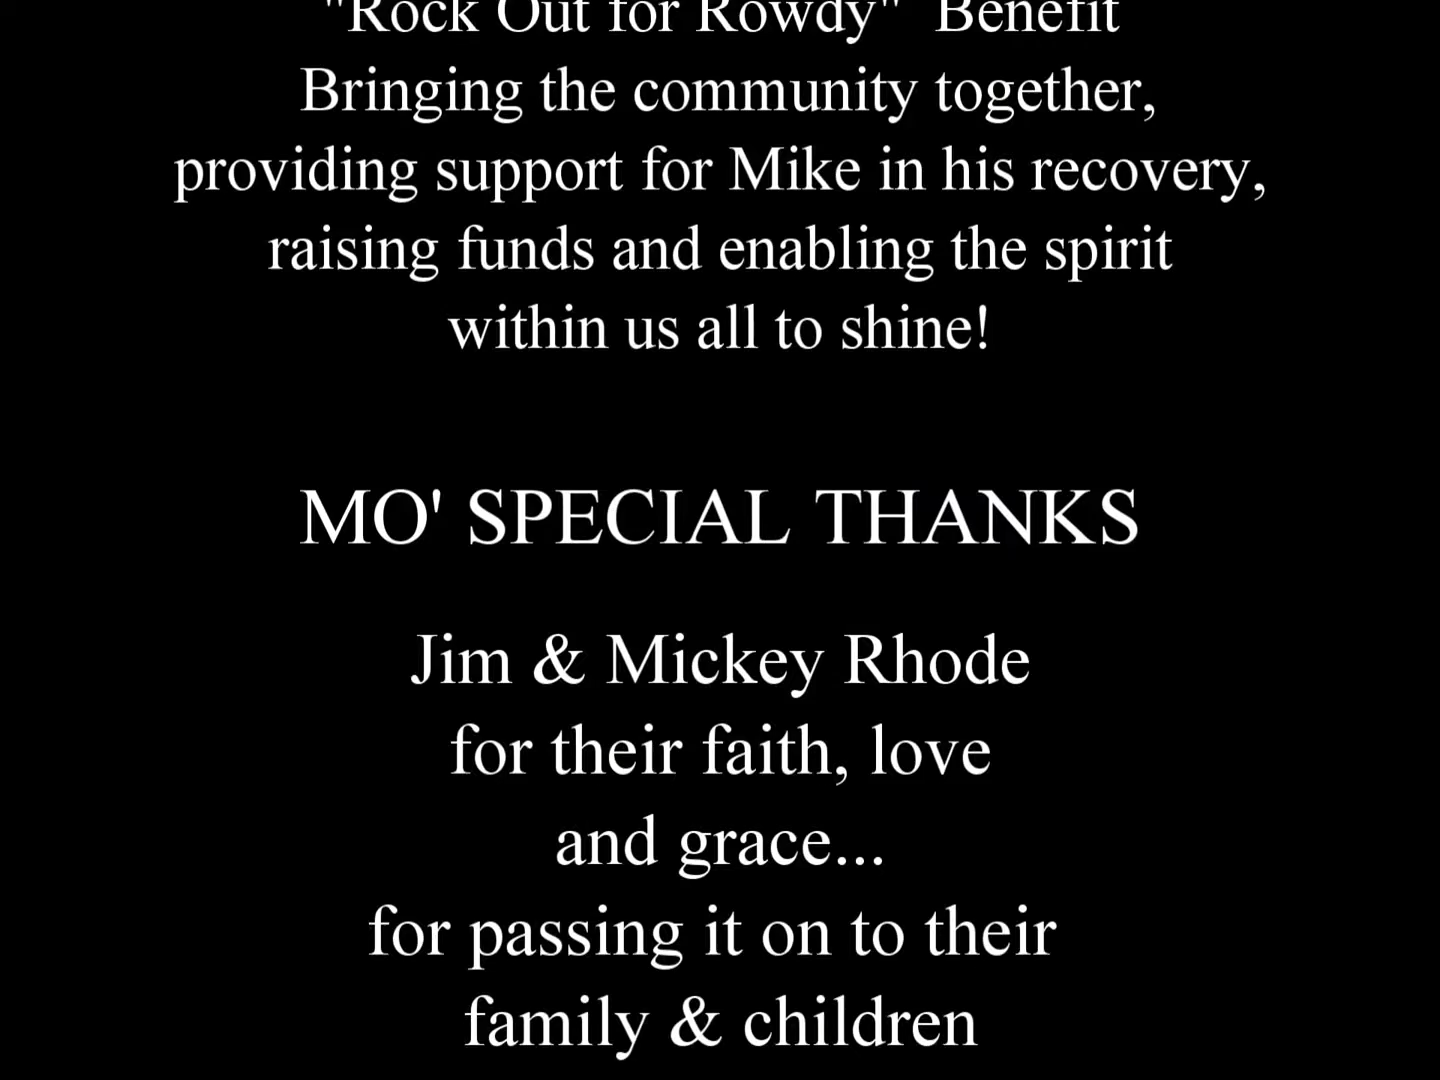 "Rock Out for Rowdy"  Benefit
Bringing the community together,
providing support for Mike in his recovery,
raising funds and enabling the spirit
within us all to shine!
MO' SPECIAL THANKS
Jim & Mickey Rhode
for their faith, love
and grace...
for passing it on to their
family & children